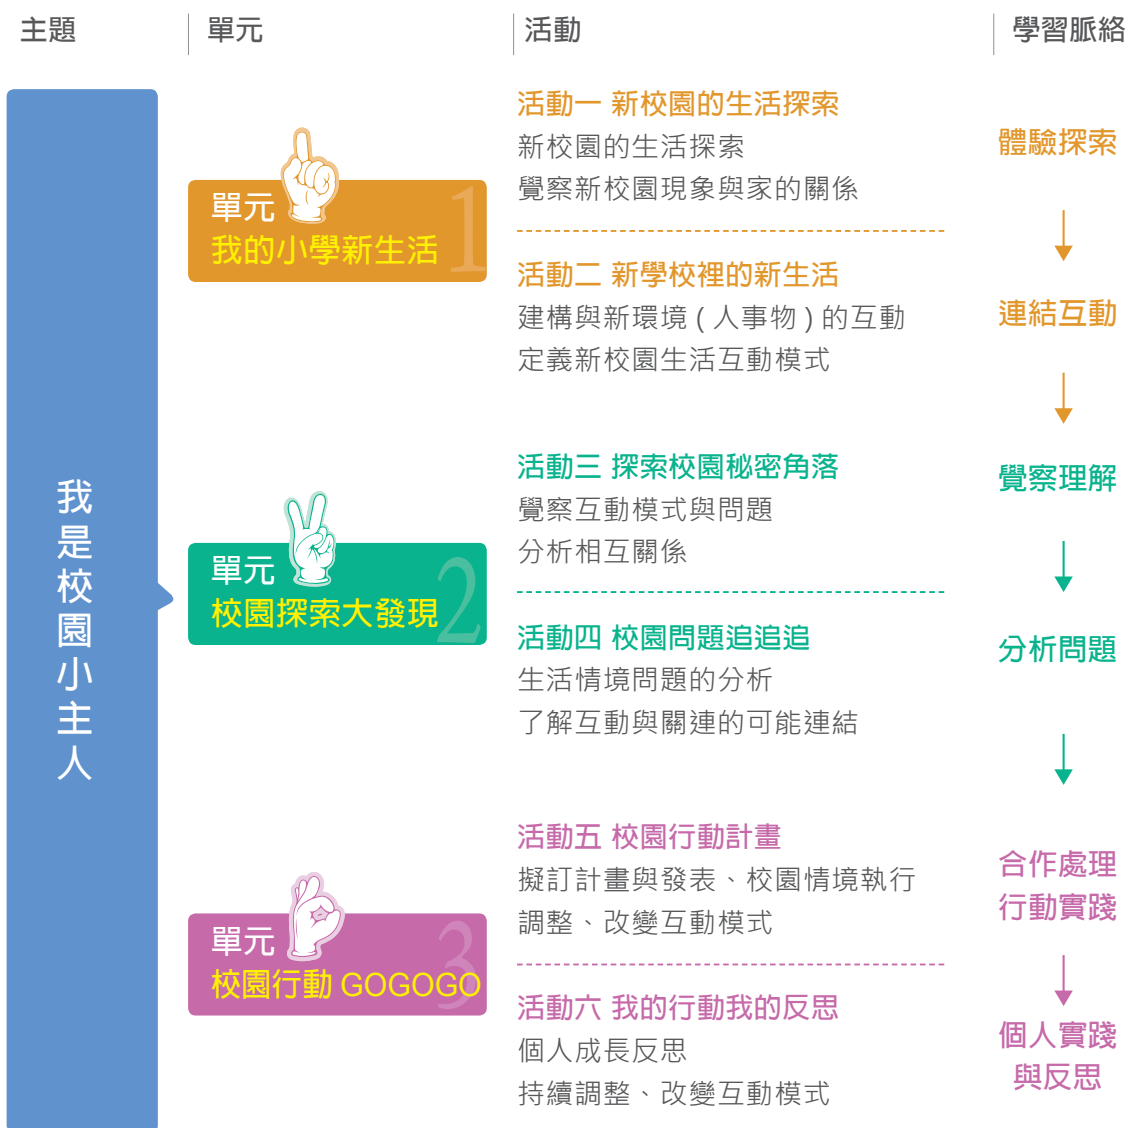 主題
單元
活動
學習脈絡
我是校園小主人
單元
1
我的小學新生活
活動一 新校園的生活探索
新校園的生活探索
覺察新校園現象與家的關係
體驗探索
活動二 新學校裡的新生活
建構與新環境 ( 人事物 ) 的互動
定義新校園生活互動模式
連結互動
單元
2
校園探索大發現
活動三 探索校園秘密角落
覺察互動模式與問題
分析相互關係
覺察理解
活動四 校園問題追追追
生活情境問題的分析
了解互動與關連的可能連結
分析問題
單元
3
校園行動 GOGOGO
活動五 校園行動計畫
擬訂計畫與發表、校園情境執行
調整、改變互動模式
合作處理
行動實踐
活動六 我的行動我的反思
個人成長反思
持續調整、改變互動模式
個人實踐
與反思